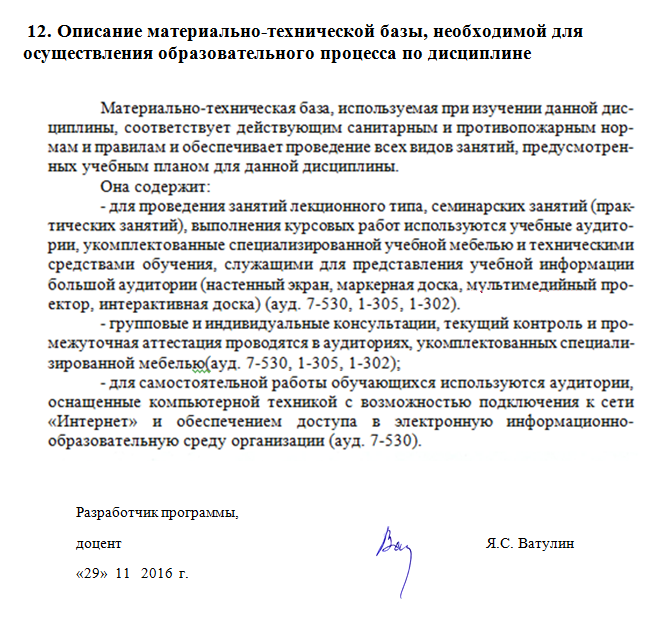 12. Описание материально-технической базы, необходимой для
осуществления образовательного процесса по дисциплине
Материально-техническая база, используемая при изучении данной дис-
циплины, соответствует действующим санитарным и противопожарным нор-
мам и правилам и обеспечивает проведение всех видов занятий, предусмотрен-
ных учебным планом для данной дисциплины.
Она содержит:
- для проведения занятий лекционного типа, семинарских занятий (прак-
тических занятий), выполнения курсовых работ используются учебные аудито-
рии, укомплектованные специализированной учебной мебелью и техническими
средствами обучения, служащими для представления учебной информации
большой аудитории (настенный экран, маркерная доска, мультимедийный про-
ектор, интерактивная доска) (ауд. 7-530, 1-305, 1-302).
- групповые и индивидуальные консультации, текущий контроль и про-
межуточная аттестация проводятся в аудиториях, укомплектованных специали-
зированной мебелью(ауд. 7-530, 1-305, 1-302);
- для самостоятельной работы обучающихся используются аудитории,
оснащенные компьютерной техникой с возможностью подключения к сети
«Интернет» и обеспечением доступа в электронную информационно-
образовательную среду организации (ауд. 7-530).
Разработчик программы,
доцент Я.С. Ватулин
«29» 11 2016 г.